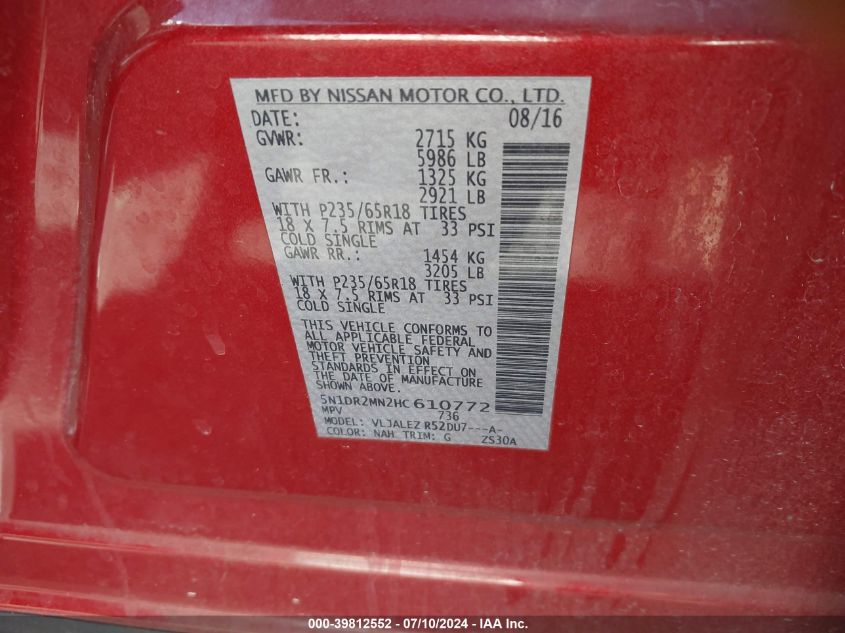 MFD BY NISSAN MOTOR CO., LTD.
DATE: 08/16
GVWR: 2715 KG
5986 LB
GAWR FR.: 1325 KG
2921 LB
WITH P235/65R18 TIRES
18 X 7.5 RIMS AT 33 PSI
COLD SINGLE
GAWR RR.: 1454 KG
3205 LB
WITH P235/65R18 TIRES
18 X 7.5 RIMS AT 33 PSI
COLD SINGLE
THIS VEHICLE CONFORMS TO
ALL APPLICABLE FEDERAL
MOTOR VEHICLE SAFETY AND
THEFT PREVENTION
STANDARDS IN EFFECT ON
THE DATE OF MANUFACTURE
SHOWN ABOVE.
5N1DR2MN2HC610772
MPV 736
MODEL: VLJALEZ R52DU7---A-
COLOR: NAH TRIM: G ZS30A
000-39812552 / 07/10/2024 - IAA Inc.